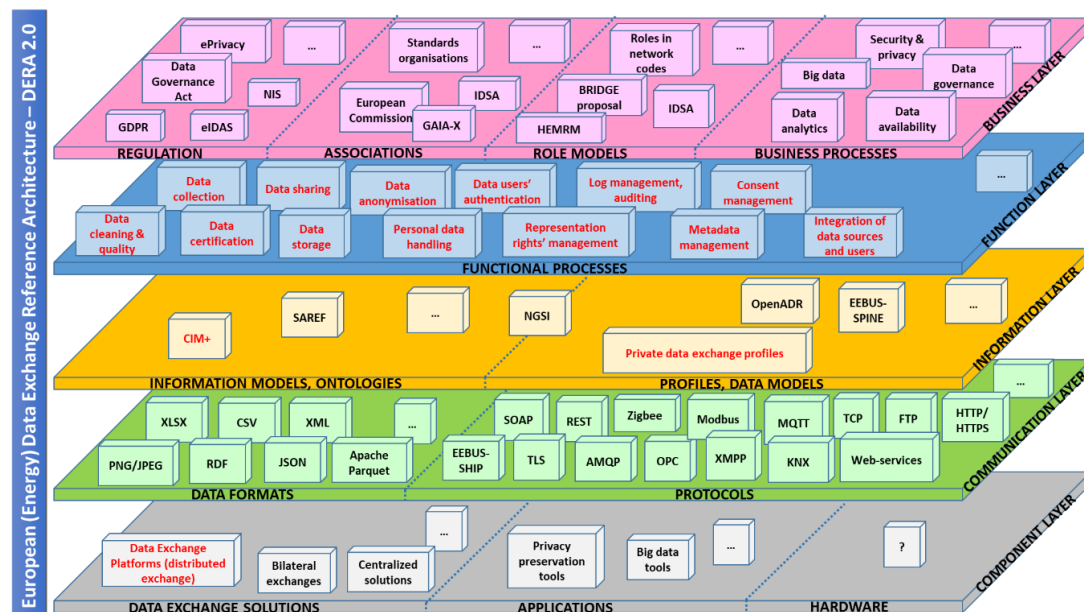 European (Energy) Data Exchange Reference Architecture – DERA 2.0
ePrivacy
...
Data
Governance
Act
NIS
GDPR
eIDAS
REGULATION
Standards
organisations
...
European
Commission
IDSA
GAIA-X
ASSOCIATIONS
Roles in
network
codes
...
BRIDGE
proposal
IDSA
HEMRM
ROLE MODELS
Security &
privacy
...
Big data
Data
governance
Data
analytics
Data
availability
BUSINESS PROCESSES
BUSINESS LAYER
Data
collection
Data sharing
Data
anonymisation
Data users'
authentication
Log management,
auditing
Consent
management
...
Data
cleaning &
quality
Data
certification
Data
storage
Personal data
handling
Representation
rights' management
Metadata
management
Integration of
data sources
and users
FUNCTIONAL PROCESSES
FUNCTION LAYER
CIM+
SAREF
...
NGSI
INFORMATION MODELS, ONTOLOGIES
OpenADR
EEBUS-
SPINE
...
Private data exchange profiles
PROFILES, DATA MODELS
INFORMATION LAYER
XLSX
CSV
XML
...
PNG/JPEG
RDF
JSON
Apache
Parquet
DATA FORMATS
...
SOAP
REST
Zigbee
Modbus
MQTT
TCP
FTP
HTTP/
HTTPS
EEBUS-
SHIP
TLS
AMQP
OPC
XMPP
KNX
Web-services
PROTOCOLS
COMMUNICATION LAYER
...
Data Exchange
Platforms (distributed
exchange)
Bilateral
exchanges
Centralized
solutions
DATA EXCHANGE SOLUTIONS
Privacy
preservation
tools
Big data
tools
...
APPLICATIONS
?
HARDWARE
COMPONENT LAYER